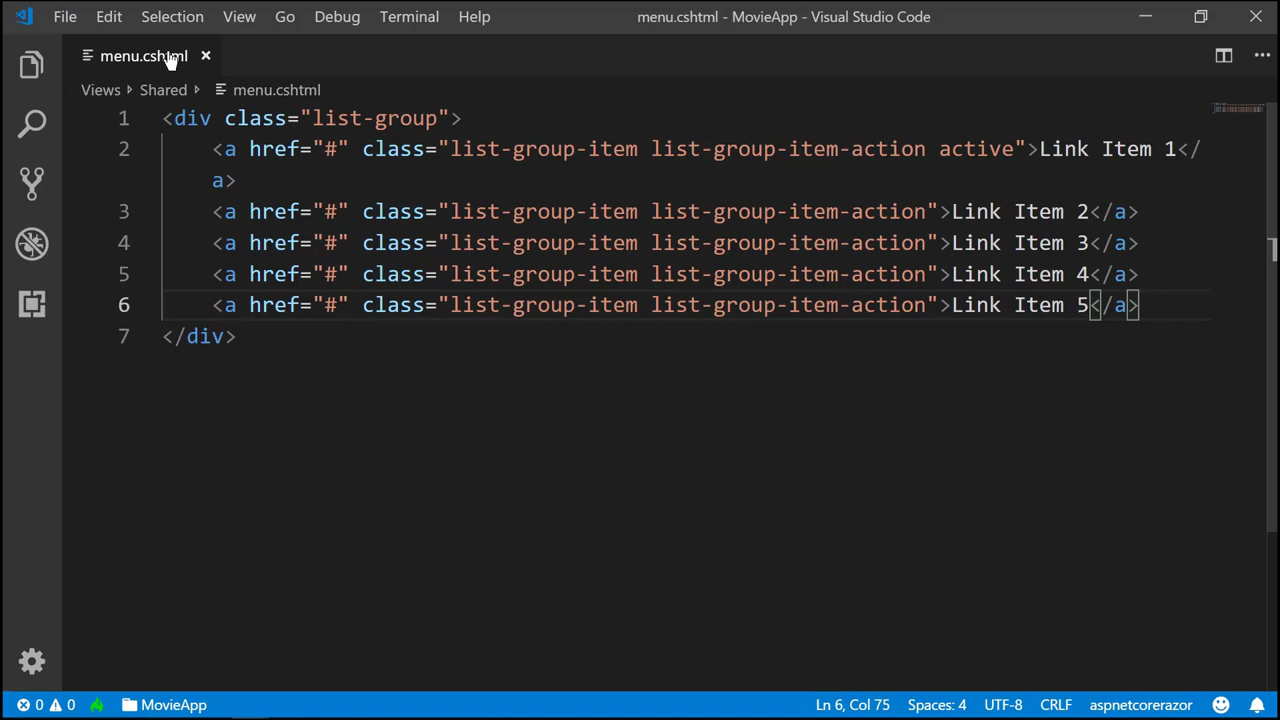 File Edit Selection View Go Debug Terminal Help menu.cshtml - MovieApp - Visual Studio Code
menu.cshtml
Views Shared menu.cshtml
1 <div class="list-group">
2 <a href="#" class="list-group-item list-group-item-action active">Link Item 1</
a>
3 <a href="#" class="list-group-item list-group-item-action">Link Item 2</a>
4 <a href="#" class="list-group-item list-group-item-action">Link Item 3</a>
5 <a href="#" class="list-group-item list-group-item-action">Link Item 4</a>
6 <a href="#" class="list-group-item list-group-item-action">Link Item 5</a>
7 </div>
0 0 MovieApp Ln 6, Col 75 Spaces: 4 UTF-8 CRLF aspnetcorerazor